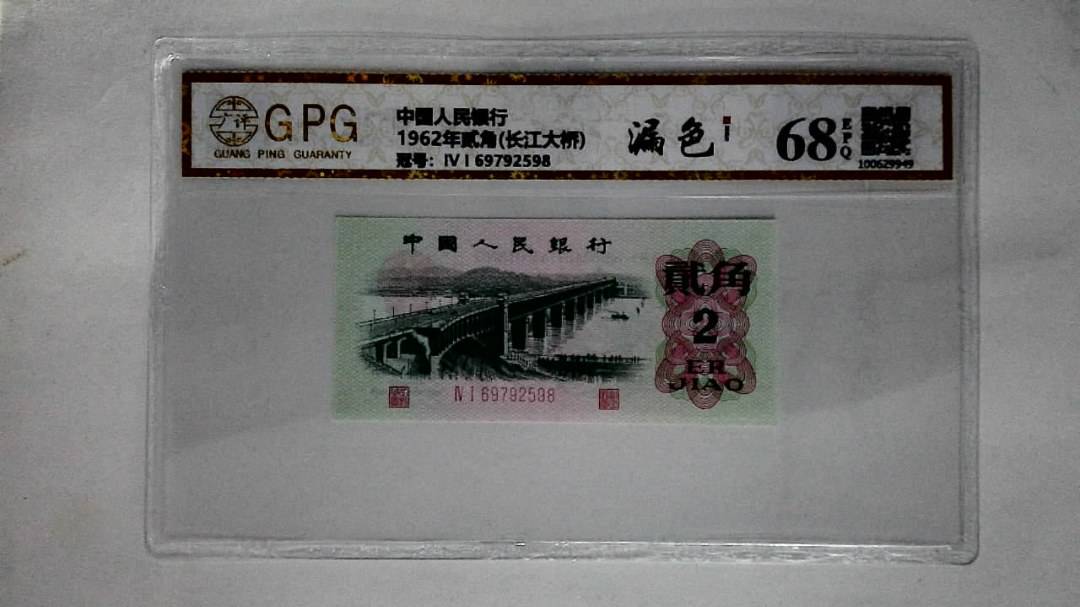 广评
GPG
GUANG PING GUARANTY
中国人民银行
1962年贰角(长江大桥)
冠号: IV I 69792598
漏色
68
EPQ
100629949
中國人民銀行
貳角
2
ER
JIAO
IV I 69792598